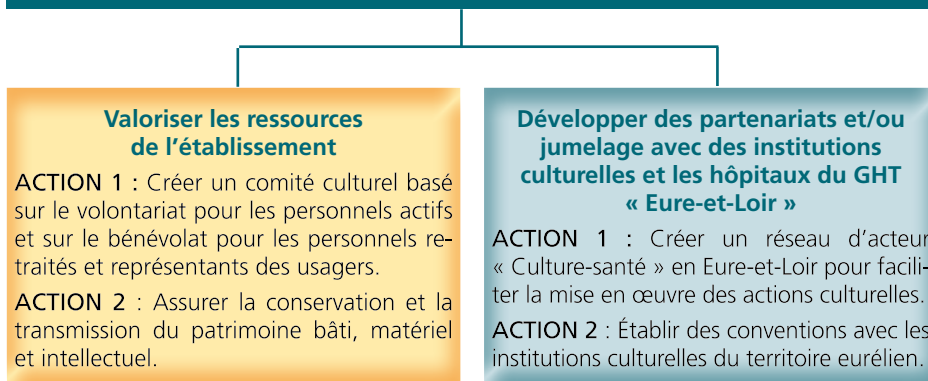 Valoriser les ressources
de l'établissement
ACTION 1 : Créer un comité culturel basé
sur le volontariat pour les personnels actifs
et sur le bénévolat pour les personnels re-
traités et représentants des usagers.
ACTION 2 : Assurer la conservation et la
transmission du patrimoine bâti, matériel
et intellectuel.
Développer des partenariats et/ou
jumelage avec des institutions
culturelles et les hôpitaux du GHT
« Eure-et-Loir »
ACTION 1 : Créer un réseau d'acteur
« Culture-santé » en Eure-et-Loir pour facili-
ter la mise en œuvre des actions culturelles.
ACTION 2 : Établir des conventions avec les
institutions culturelles du territoire eurélien.